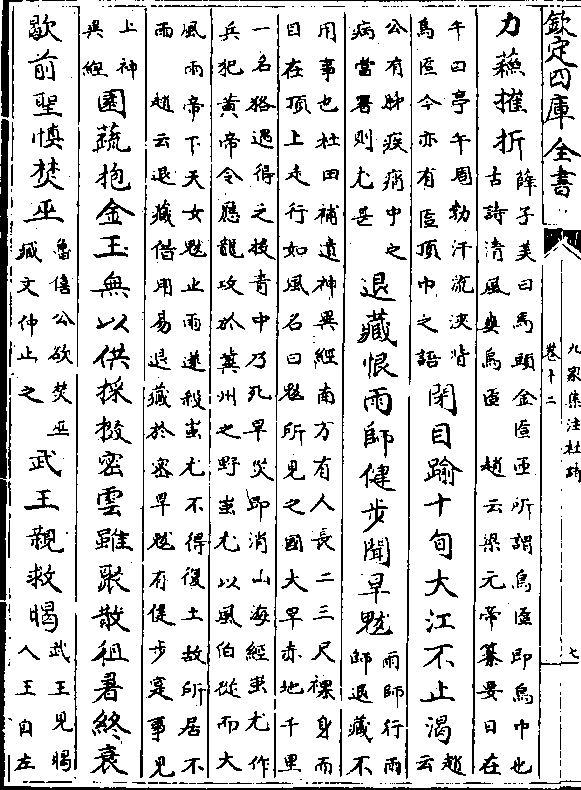 欽定四庫全書
九家集注杜詩
卷十二
七
力蘇摧折
薛子美曰馬頭金匼匝所謂烏匼即烏巾也
古詩清風奭烏匼 趙云梁元帝纂要曰在
午曰亭午周勃汗流浹背
烏匼今亦有匼頂巾之語
閉目踰十旬大江不止渴
趙
云
公有肺疾病中之
病當暑則尤甚
退藏恨雨師健步聞旱魃
雨師行雨
師退藏不
用事也杜田補遺神異經南方有人長二三尺裸身而
目在頂上走行如風名曰魃所見之國大旱赤地千里
一名狢遇得之投青中乃死旱災即消山海經蚩尤作
兵犯黄帝令應龍攻於冀州之野蚩尤以風伯從而大
風雨帝下天女魃止雨遂殺蚩尤不得復土故所居不
雨 趙云退藏借用易退藏於密旱魃有促步寔事見
上神
異經
園蔬抱金玉無以供採掇密雲雖聚散徂暑終衰
歇前聖慎焚巫
魯僖公欲焚巫
臧文仲止之
武王親救暍
武王見暍
人王自左